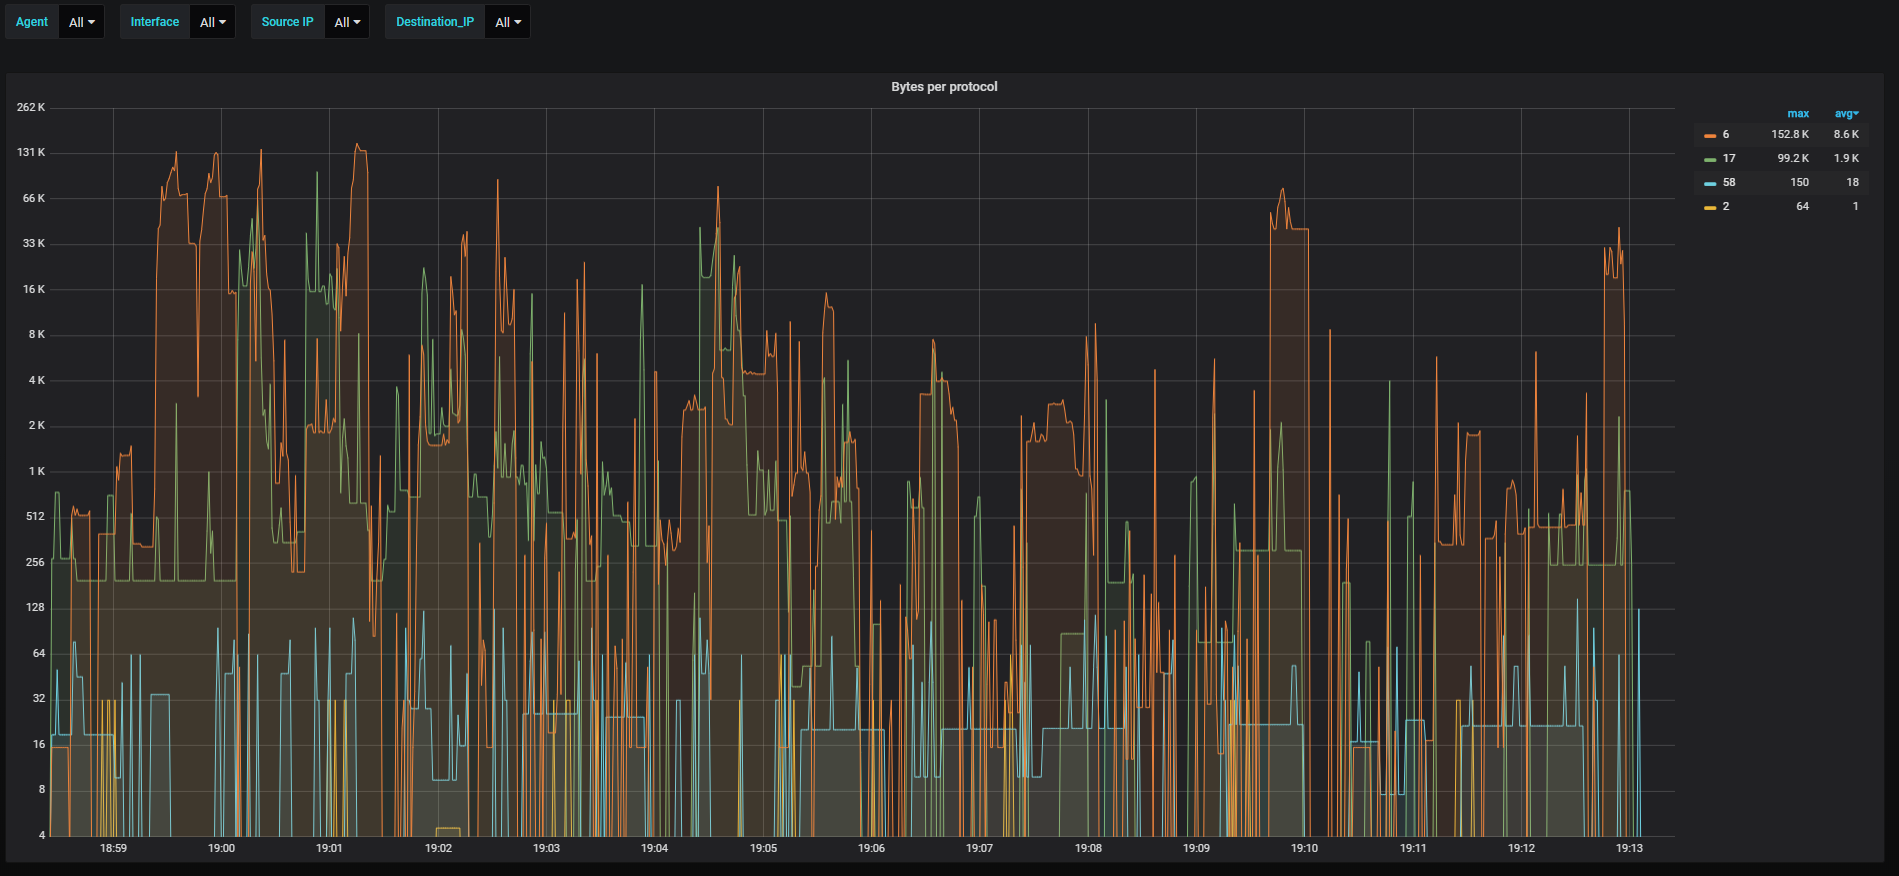 Agent All Interface All Source IP All Destination_IP All
Bytes per protocol
262 K
131 K
66 K
33 K
16 K
8 K
4 K
2 K
1 K
512
256
128
64
32
16
8
4
18:59 19:00 19:01 19:02 19:03 19:04 19:05 19:06 19:07 19:08 19:09 19:10 19:11 19:12 19:13
max avg
6 152.8 K 8.6 K
17 99.2 K 1.9 K
58 150 18
2 64 1